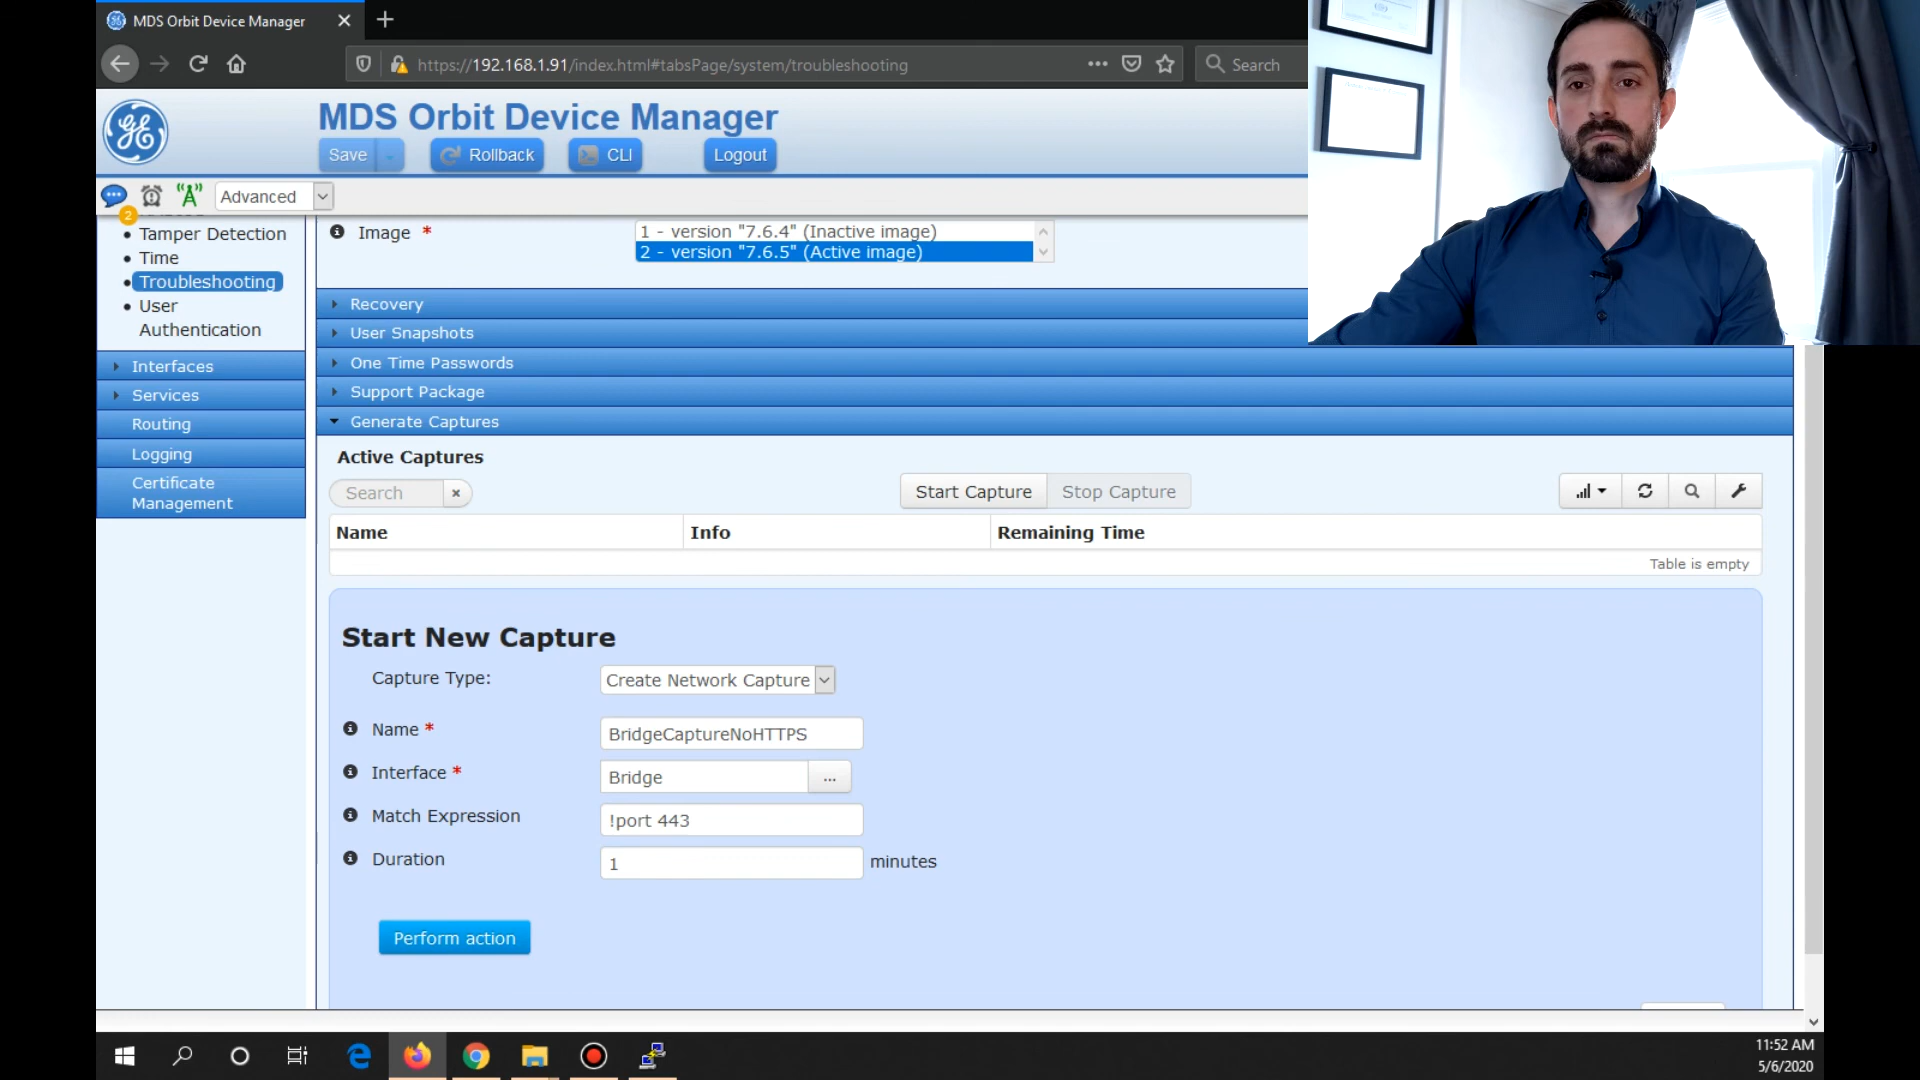 MDS Orbit Device Manager
https://192.168.1.91/index.html#tabsPage/system/troubleshooting
Search
MDS Orbit Device Manager
Save
Rollback
CLI
Logout
Advanced
2
Tamper Detection
Time
Troubleshooting
User
Authentication
Interfaces
Services
Routing
Logging
Certificate
Management
Image *
1 - version "7.6.4" (Inactive image)
2 - version "7.6.5" (Active image)
Recovery
User Snapshots
One Time Passwords
Support Package
Generate Captures
Active Captures
Search
Start Capture
Stop Capture
Name
Info
Remaining Time
Table is empty
Start New Capture
Capture Type:
Create Network Capture
Name *
BridgeCaptureNoHTTPS
Interface *
Bridge
...
Match Expression
!port 443
Duration
1
minutes
Perform action
11:52 AM
5/6/2020